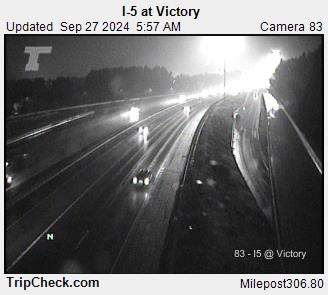 I-5 at Victory
Updated Sep 27 2024 5:57 AM Camera 83
T
N
83 - I5 @ Victory
TripCheck.com Milepost306.80